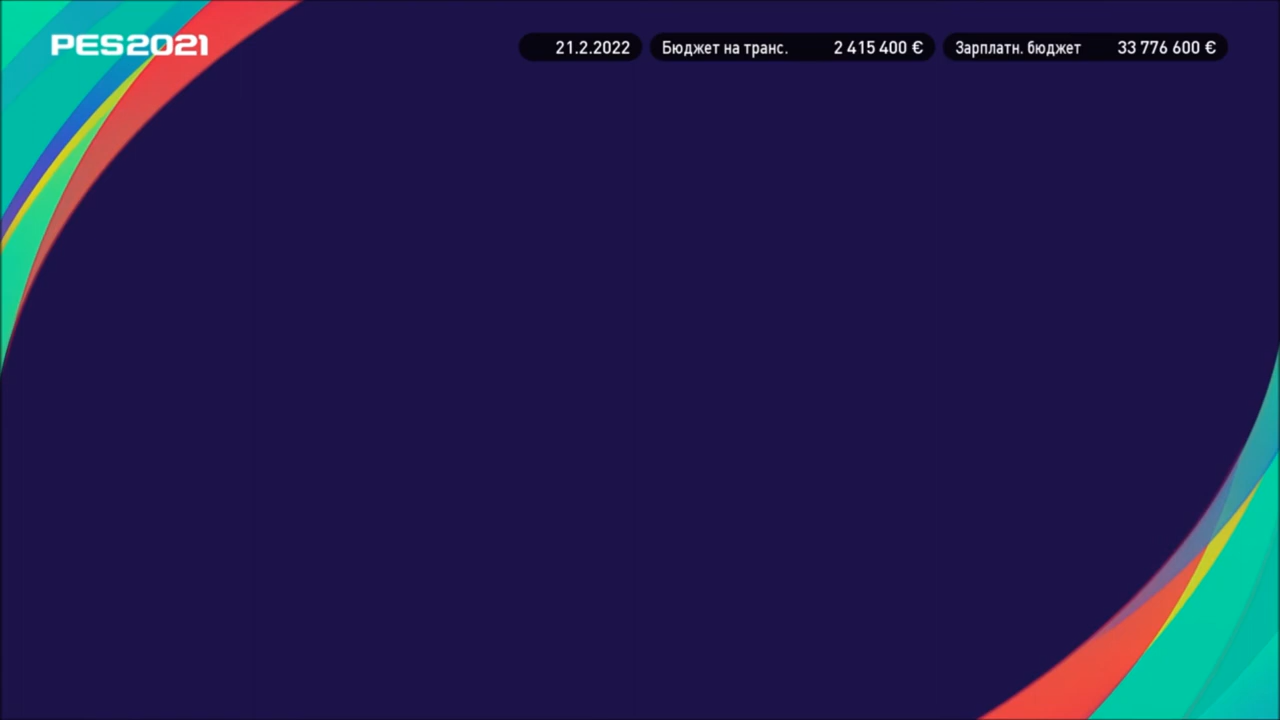 PES2021
21.2.2022 Бюджет на транс. 2 415 400 € Зарплатн. бюджет 33 776 600 €